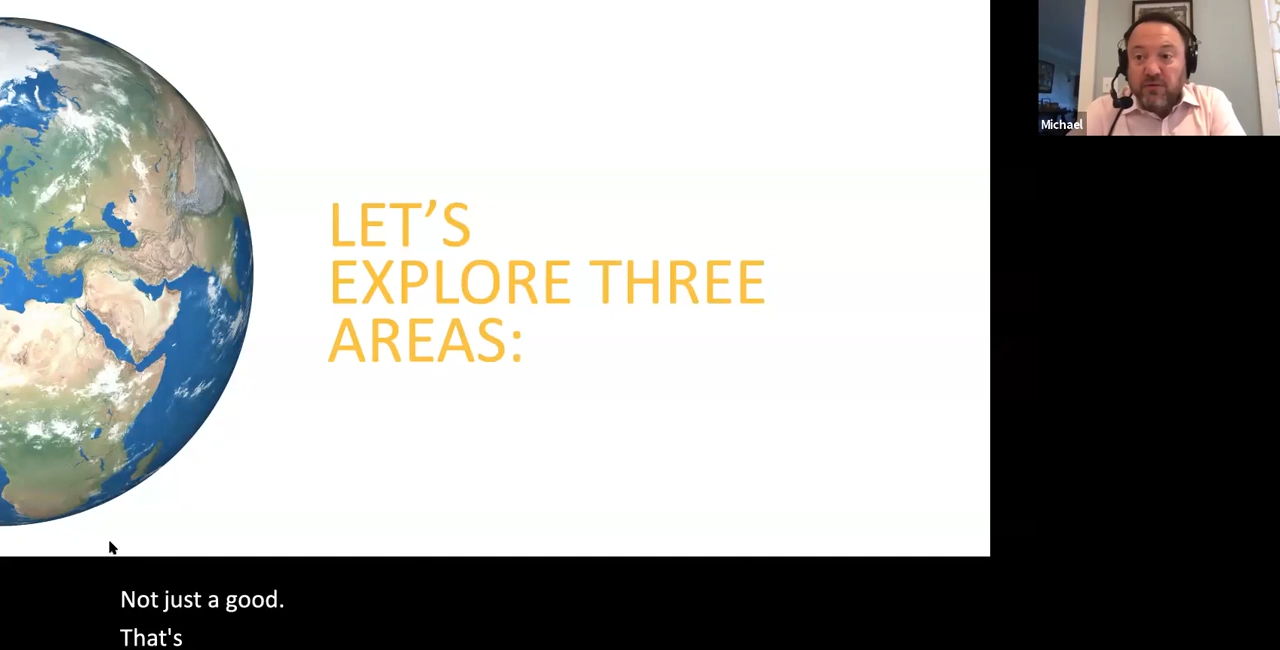 LET’S
EXPLORE THREE
AREAS:
Michael
Not just a good.
That's